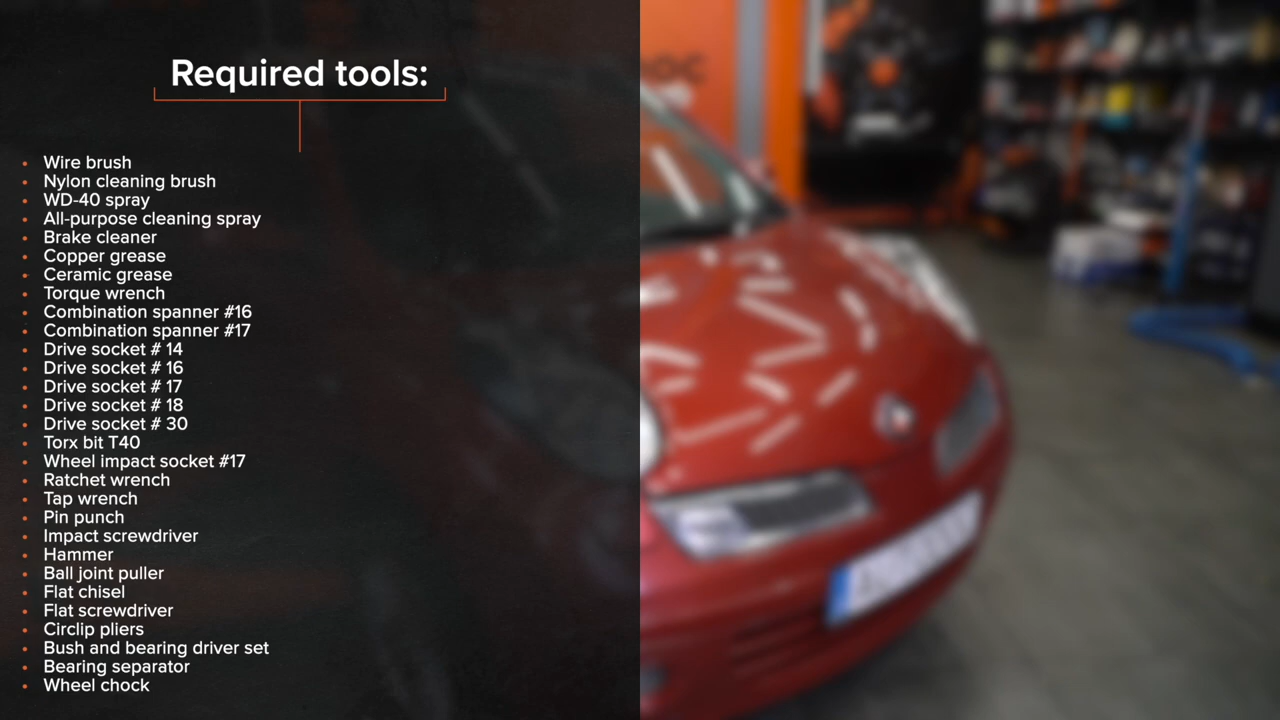 Required tools:
Wire brush
Nylon cleaning brush
WD-40 spray
All-purpose cleaning spray
Brake cleaner
Copper grease
Ceramic grease
Torque wrench
Combination spanner #16
Combination spanner #17
Drive socket # 14
Drive socket # 16
Drive socket # 17
Drive socket # 18
Drive socket # 30
Torx bit T40
Wheel impact socket #17
Ratchet wrench
Tap wrench
Pin punch
Impact screwdriver
Hammer
Ball joint puller
Flat chisel
Flat screwdriver
Circlip pliers
Bush and bearing driver set
Bearing separator
Wheel chock